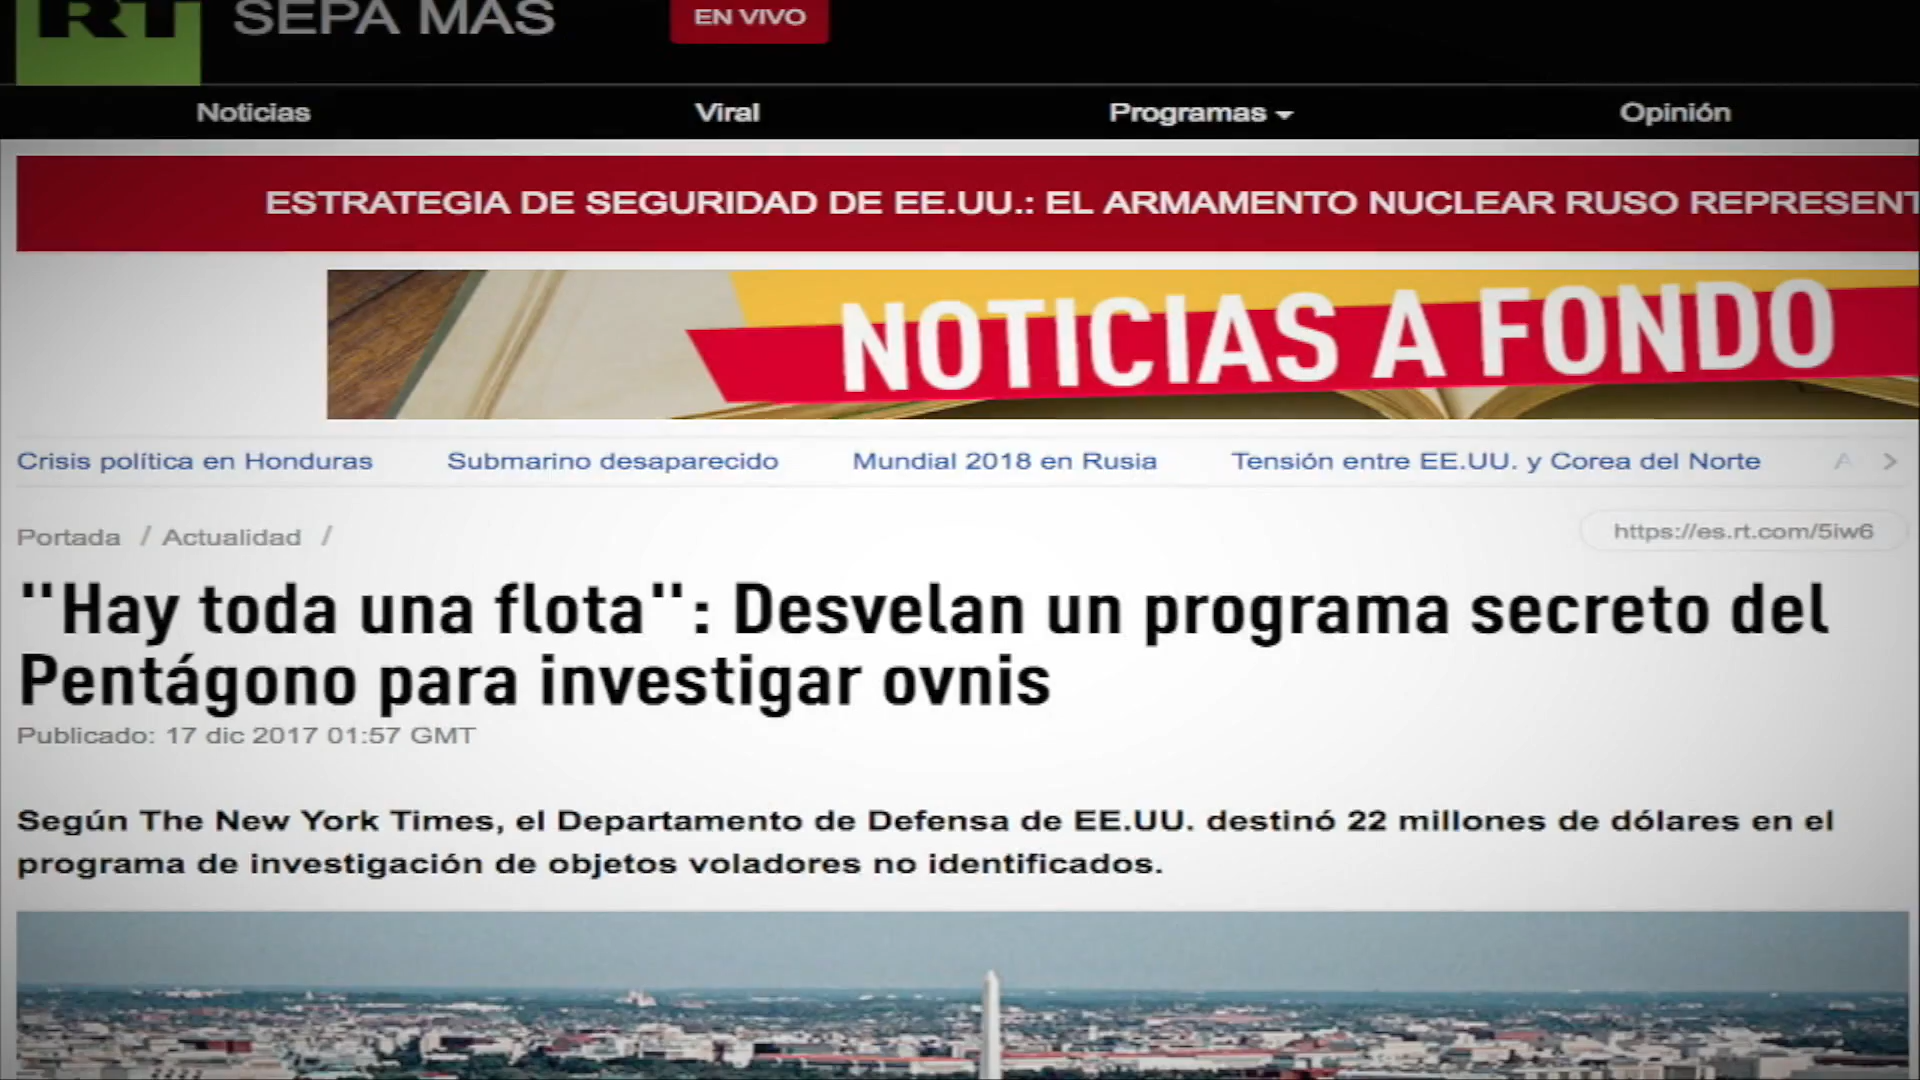 RT
SEPA MÁS
EN VIVO
Noticias
Viral
Programas
Opinión
ESTRATEGIA DE SEGURIDAD DE EE.UU.: EL ARMAMENTO NUCLEAR RUSO
NOTICIAS A FONDO
Crisis política en Honduras
Submarino desaparecido
Mundial 2018 en Rusia
Tensión entre EE.UU. y Corea del Norte
Portada / Actualidad /
https://es.rt.com/5iw6
"Hay toda una flota": Desvelan un programa secreto del
Pentágono para investigar ovnis
Publicado: 17 dic 2017 01:57 GMT
Según The New York Times, el Departamento de Defensa de EE.UU. destinó 22 millones de dólares en el
programa de investigación de objetos voladores no identificados.